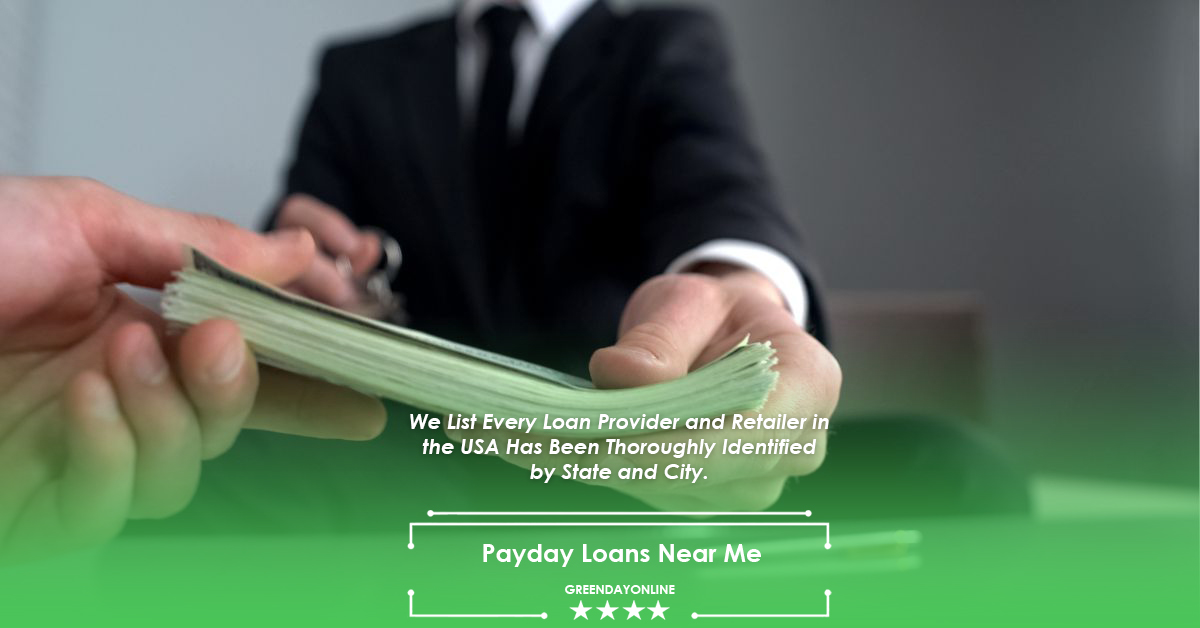 We List Every Loan Provider and Retailer in
the USA Has Been Thoroughly Identified
by State and City.
Payday Loans Near Me
GREENDAYONLINE